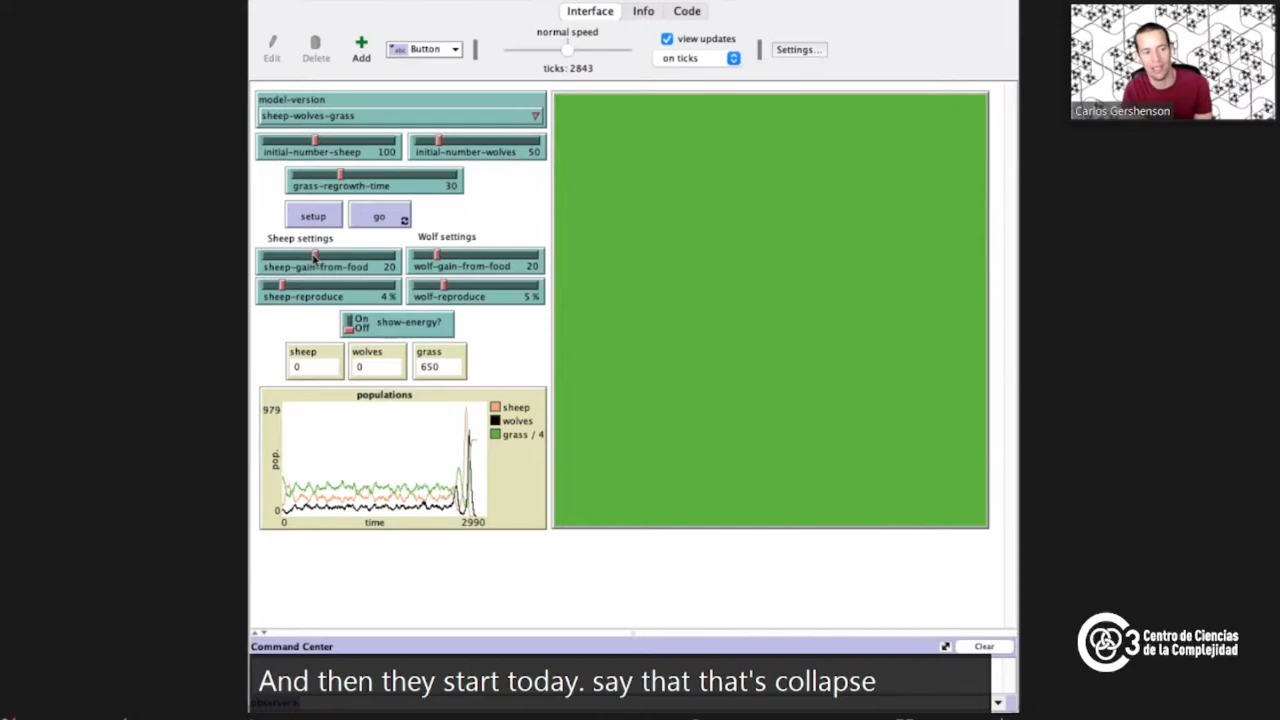 Interface Info Code
normal speed
Edit Delete Add abc Button view updates on ticks Settings...
ticks: 2843
model-version
sheep-wolves-grass
initial-number-sheep 100 initial-number-wolves 50
grass-regrowth-time 30
setup go
Sheep settings Wolf settings
sheep-gain-from-food 20 wolf-gain-from-food 20
sheep-reproduce 4 % wolf-reproduce 5 %
On
Off show-energy?
sheep wolves grass
0 0 650
populations
979 sheep
wolves
grass / 4
pop.
0
0 time 2990
Command Center Clear
And then they start today. say that that's collapse
Carlos Gershenson
C3 Centro de Ciencias
de la Complejidad